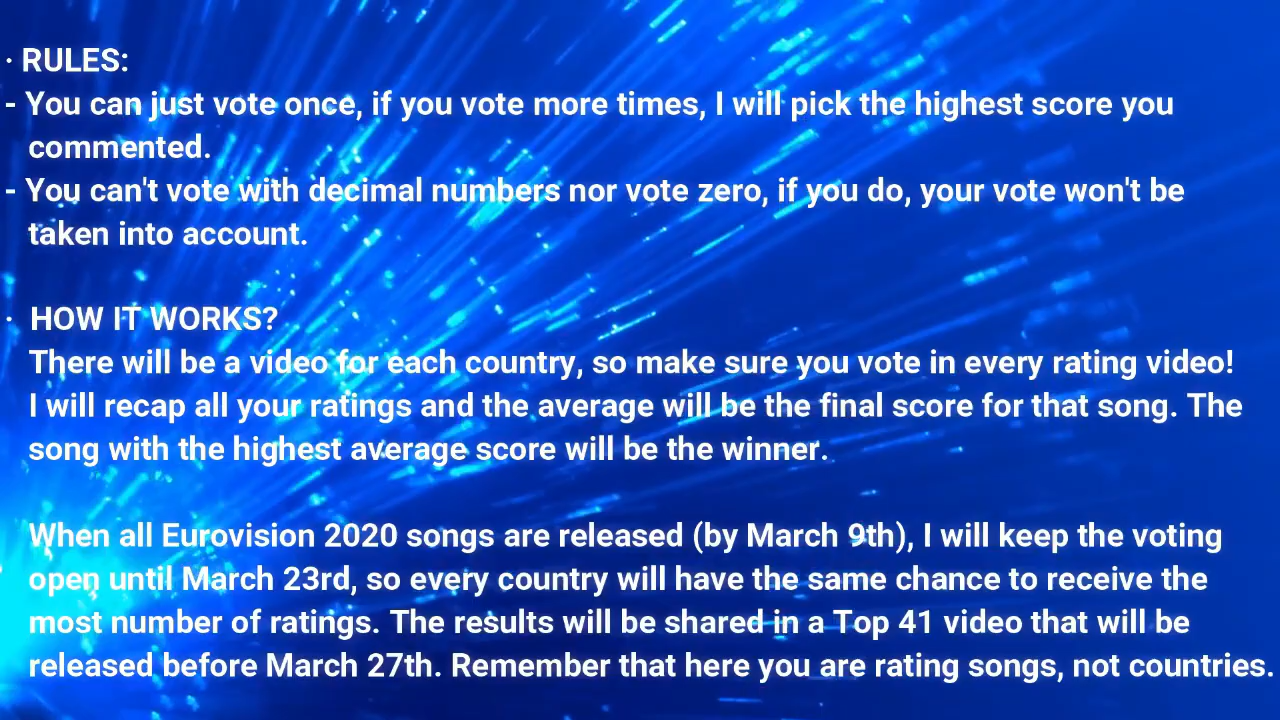 · RULES:
- You can just vote once, if you vote more times, I will pick the highest score you
commented.
- You can't vote with decimal numbers nor vote zero, if you do, your vote won't be
taken into account.
· HOW IT WORKS?
There will be a video for each country, so make sure you vote in every rating video!
I will recap all your ratings and the average will be the final score for that song. The
song with the highest average score will be the winner.
When all Eurovision 2020 songs are released (by March 9th), I will keep the voting
open until March 23rd, so every country will have the same chance to receive the
most number of ratings. The results will be shared in a Top 41 video that will be
released before March 27th. Remember that here you are rating songs, not countries.